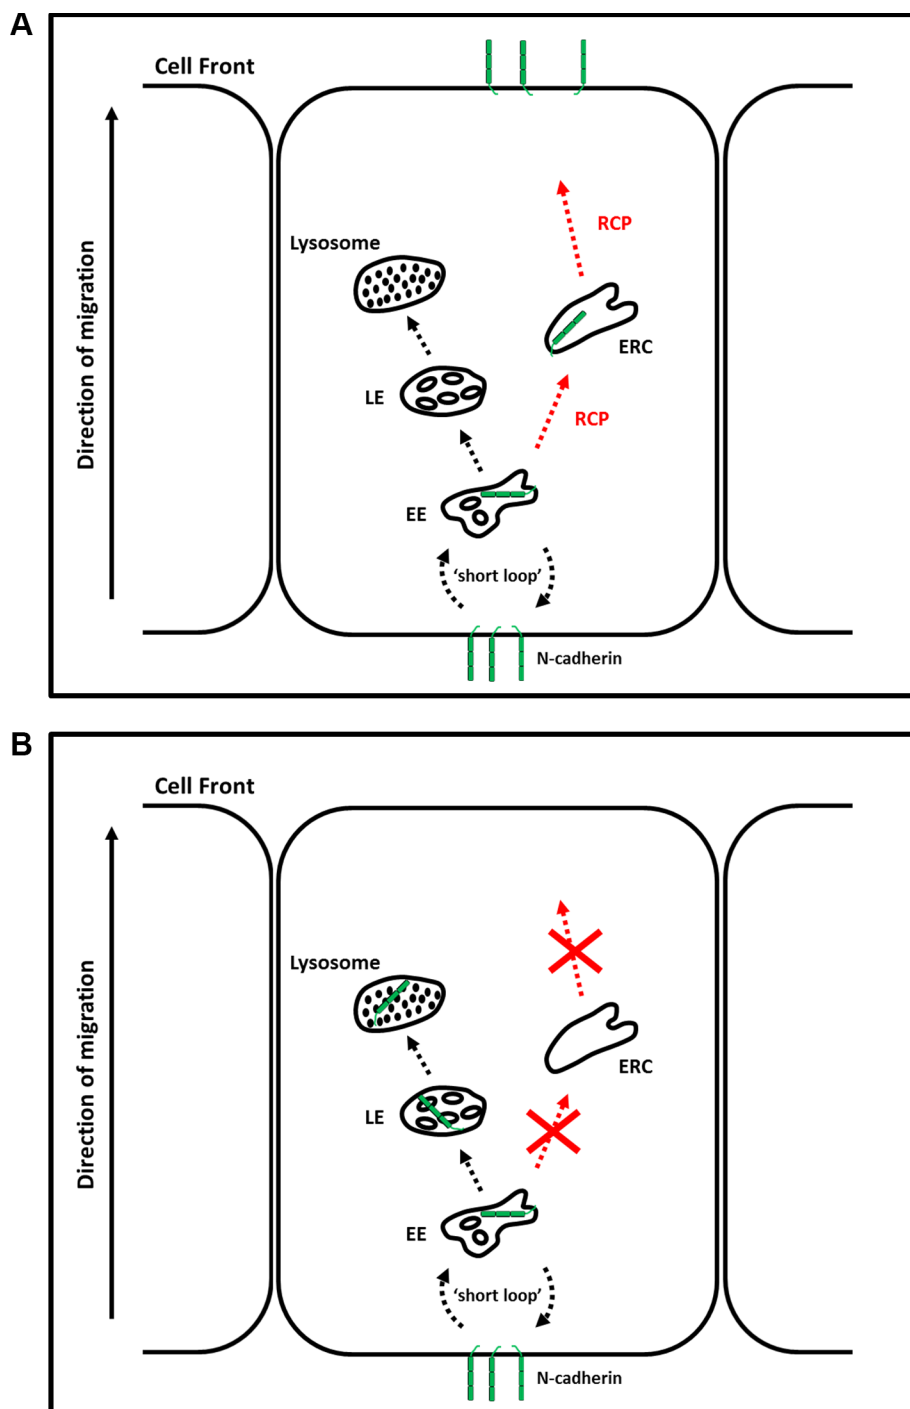 A
Cell Front
Direction of migration
RCP
Lysosome
ERC
LE
RCP
EE
‘short loop’
N-cadherin
B
Cell Front
Direction of migration
Lysosome
ERC
LE
EE
‘short loop’
N-cadherin